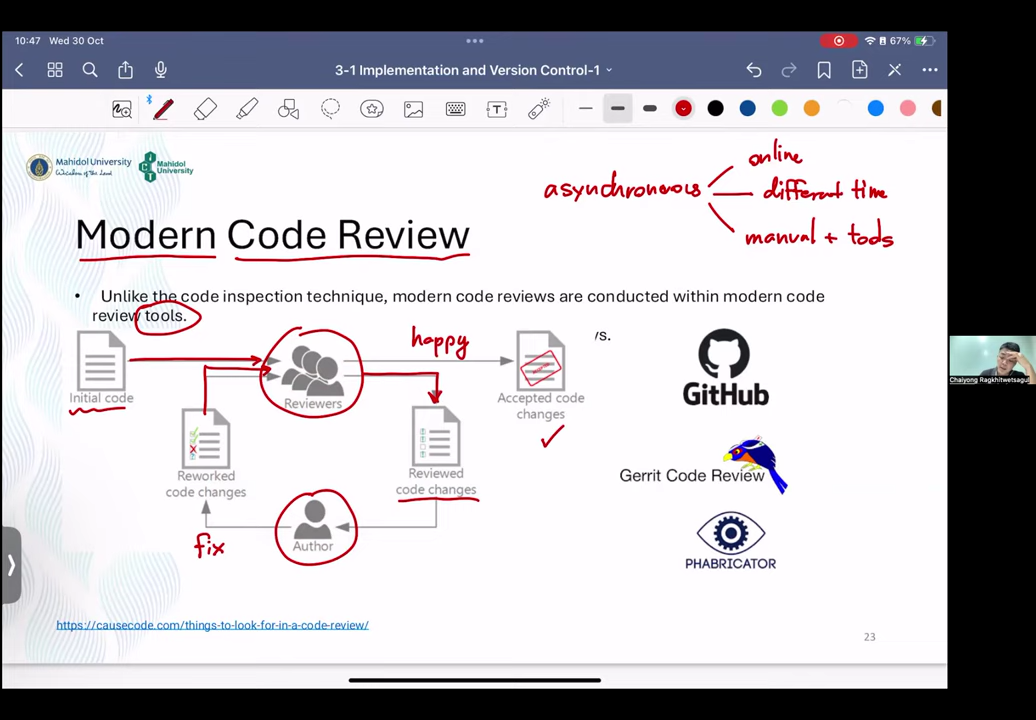 10:47 Wed 30 Oct
67%
3-1 Implementation and Version Control-1
Mahidol University
Wisdom of the Land
ICT
Mahidol University
asynchronous
online
different time
manual + tools
Modern Code Review
• Unlike the code inspection technique, modern code reviews are conducted within modern code
review tools.
vs.
happy
Initial code
Reviewers
Accepted code
changes
Reworked
code changes
Reviewed
code changes
Author
fix
GitHub
Gerrit Code Review
PHABRICATOR
https://causecode.com/things-to-look-for-in-a-code-review/
23
Chaiyong Ragkhitwetsagul